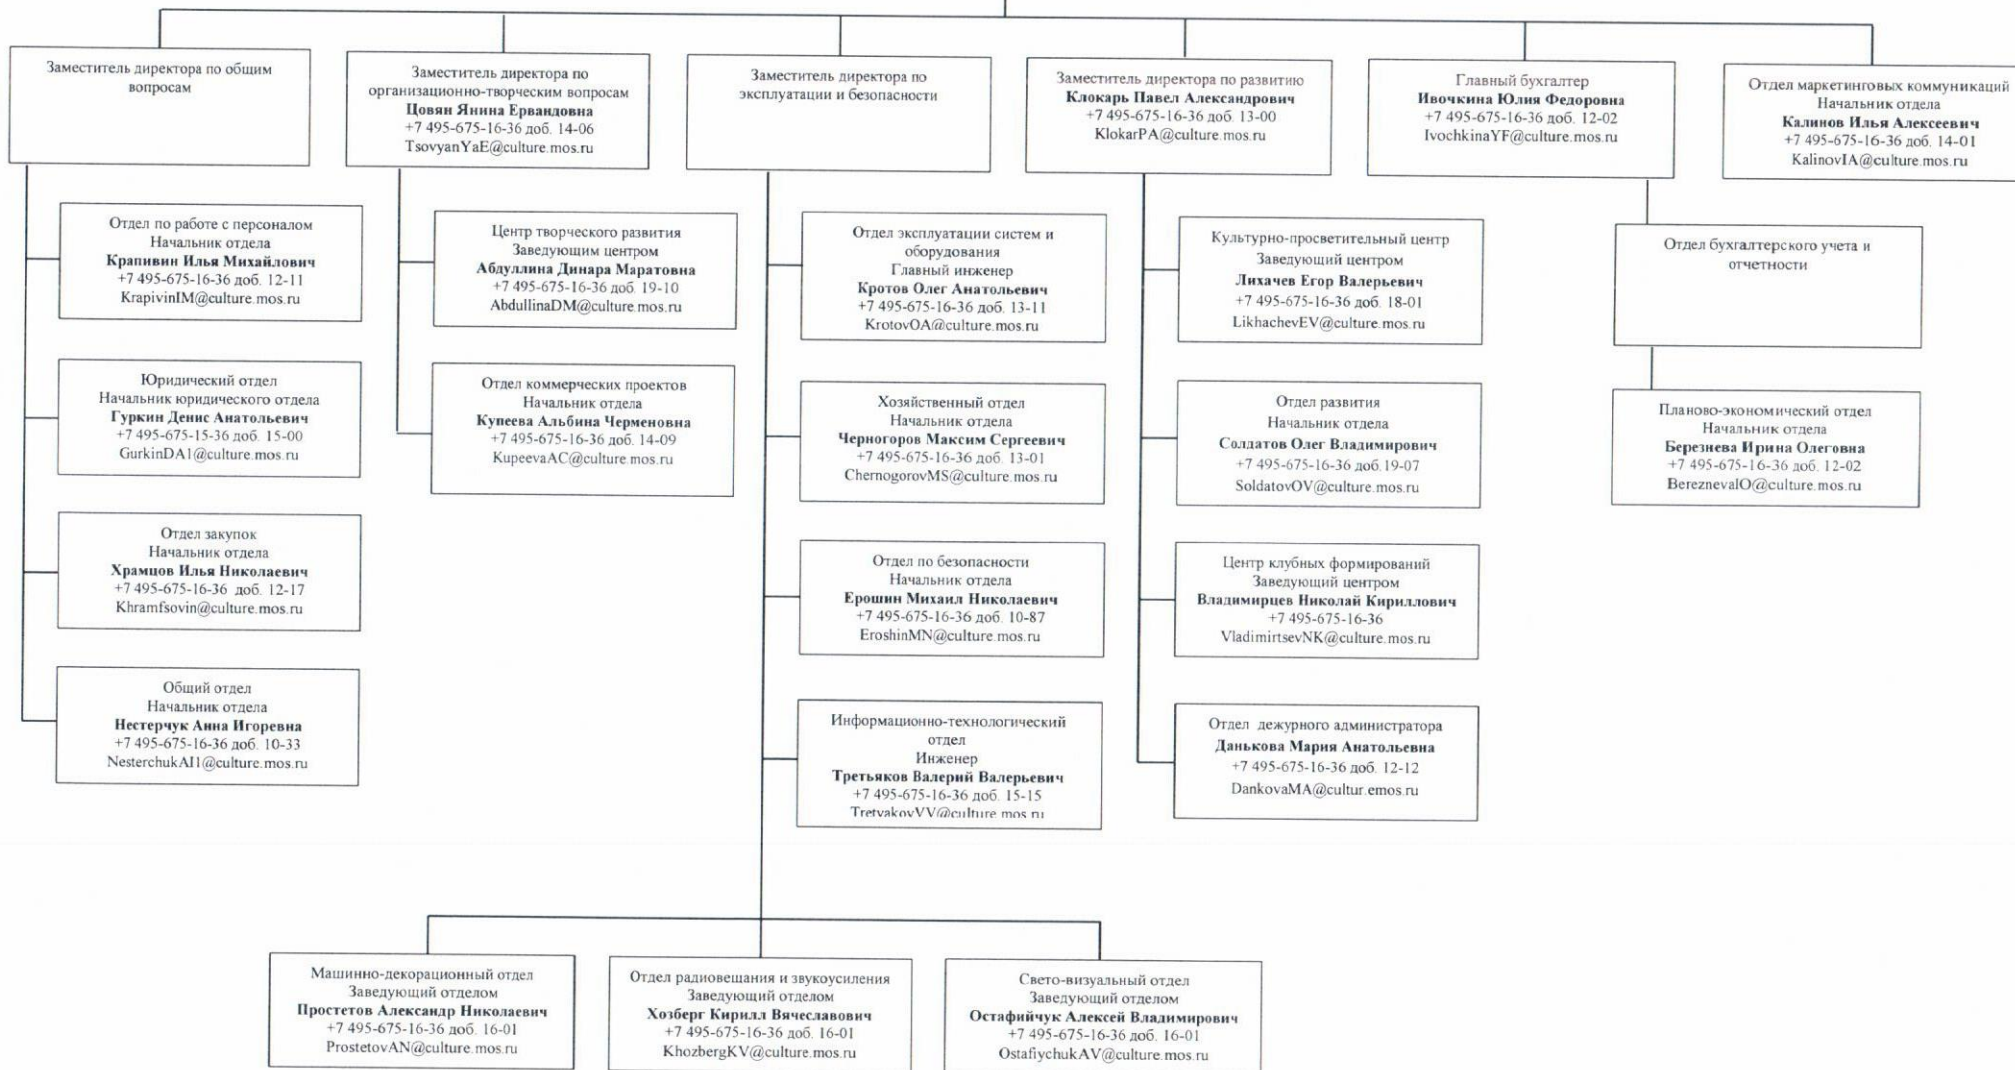 Заместитель директора по общим
вопросам
Заместитель директора по
организационно-творческим вопросам
Цовян Янина Ервандовна
+7 495-675-16-36 доб. 14-06
TsovyanYaE@culture.mos.ru
Заместитель директора по
эксплуатации и безопасности
Заместитель директора по развитию
Клокарь Павел Александрович
+7 495-675-16-36 доб. 13-00
KlokarPA@culture.mos.ru
Главный бухгалтер
Ивочкина Юлия Федоровна
+7 495-675-16-36 доб. 12-02
IvochkinaYF@culture.mos.ru
Отдел маркетинговых коммуникаций
Начальник отдела
Калинов Илья Алексеевич
+7 495-675-16-36 доб. 14-01
KalinovIA@culture.mos.ru
Отдел по работе с персоналом
Начальник отдела
Крапивин Илья Михайлович
+7 495-675-16-36 доб. 12-11
KrapivinIM@culture.mos.ru
Юридический отдел
Начальник юридического отдела
Гуркин Денис Анатольевич
+7 495-675-15-36 доб. 15-00
GurkinDA1@culture.mos.ru
Отдел закупок
Начальник отдела
Храмцов Илья Николаевич
+7 495-675-16-36 доб. 12-17
Khramfsovin@culture.mos.ru
Общий отдел
Начальник отдела
Нестерчук Анна Игоревна
+7 495-675-16-36 доб. 10-33
NesterchukAI1@culture.mos.ru
Центр творческого развития
Заведующим центром
Абдуллина Динара Маратовна
+7 495-675-16-36 доб. 19-10
AbdullinaDM@culture.mos.ru
Отдел коммерческих проектов
Начальник отдела
Купеева Альбина Черменовна
+7 495-675-16-36 доб. 14-09
KupeevaAC@culture.mos.ru
Отдел эксплуатации систем и
оборудования
Главный инженер
Кротов Олег Анатольевич
+7 495-675-16-36 доб. 13-11
KrotovOA@culture.mos.ru
Хозяйственный отдел
Начальник отдела
Черногоров Максим Сергеевич
+7 495-675-16-36 доб. 13-01
ChernogorovMS@culture.mos.ru
Отдел по безопасности
Начальник отдела
Ерошин Михаил Николаевич
+7 495-675-16-36 доб. 10-87
EroshinMN@culture.mos.ru
Информационно-технологический
отдел
Инженер
Третьяков Валерий Валерьевич
+7 495-675-16-36 доб. 15-15
TretyakovVV@culture.mos.ru
Культурно-просветительный центр
Заведующий центром
Лихачев Егор Валерьевич
+7 495-675-16-36 доб. 18-01
LikhachevEV@culture.mos.ru
Отдел развития
Начальник отдела
Солдатов Олег Владимирович
+7 495-675-16-36 доб.19-07
SoldatovOV@culture.mos.ru
Центр клубных формирований
Заведующий центром
Владимирцев Николай Кириллович
+7 495-675-16-36
VladimirtsevNK@culture.mos.ru
Отдел дежурного администратора
Данькова Мария Анатольевна
+7 495-675-16-36 доб. 12-12
DankovaMA@cultur.emos.ru
Отдел бухгалтерского учета и
отчетности
Планово-экономический отдел
Начальник отдела
Березнева Ирина Олеговна
+7 495-675-16-36 доб. 12-02
BereznevaIO@culture.mos.ru
Машинно-декорационный отдел
Заведующий отделом
Простетов Александр Николаевич
+7 495-675-16-36 доб. 16-01
ProstetovAN@culture.mos.ru
Отдел радиовещания и звукоусиления
Заведующий отделом
Хозберг Кирилл Вячеславович
+7 495-675-16-36 доб. 16-01
KhozbergKV@culture.mos.ru
Свето-визуальный отдел
Заведующий отделом
Остафийчук Алексей Владимирович
+7 495-675-16-36 доб. 16-01
OstafiychukAV@culture.mos.ru